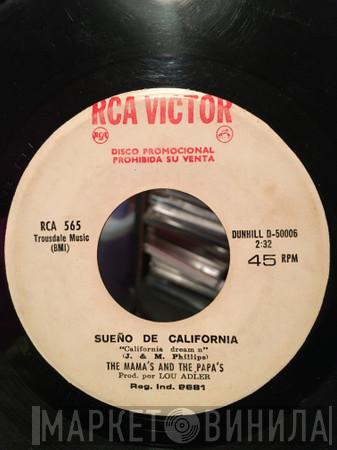 RCA VICTOR
DISCO PROMOCIONAL
PROHIBIDA SU VENTA
RCA 565
Trousdale Music
(BMI)
DUNHILL D-50006
2:32
45 RPM
SUEÑO DE CALIFORNIA
"California dream n"
(J. & M. Phillips)
THE MAMA'S AND THE PAPA'S
Prod. por LOU ADLER
Reg. Ind. 8681
МАРКЕТ ВИНИЛА